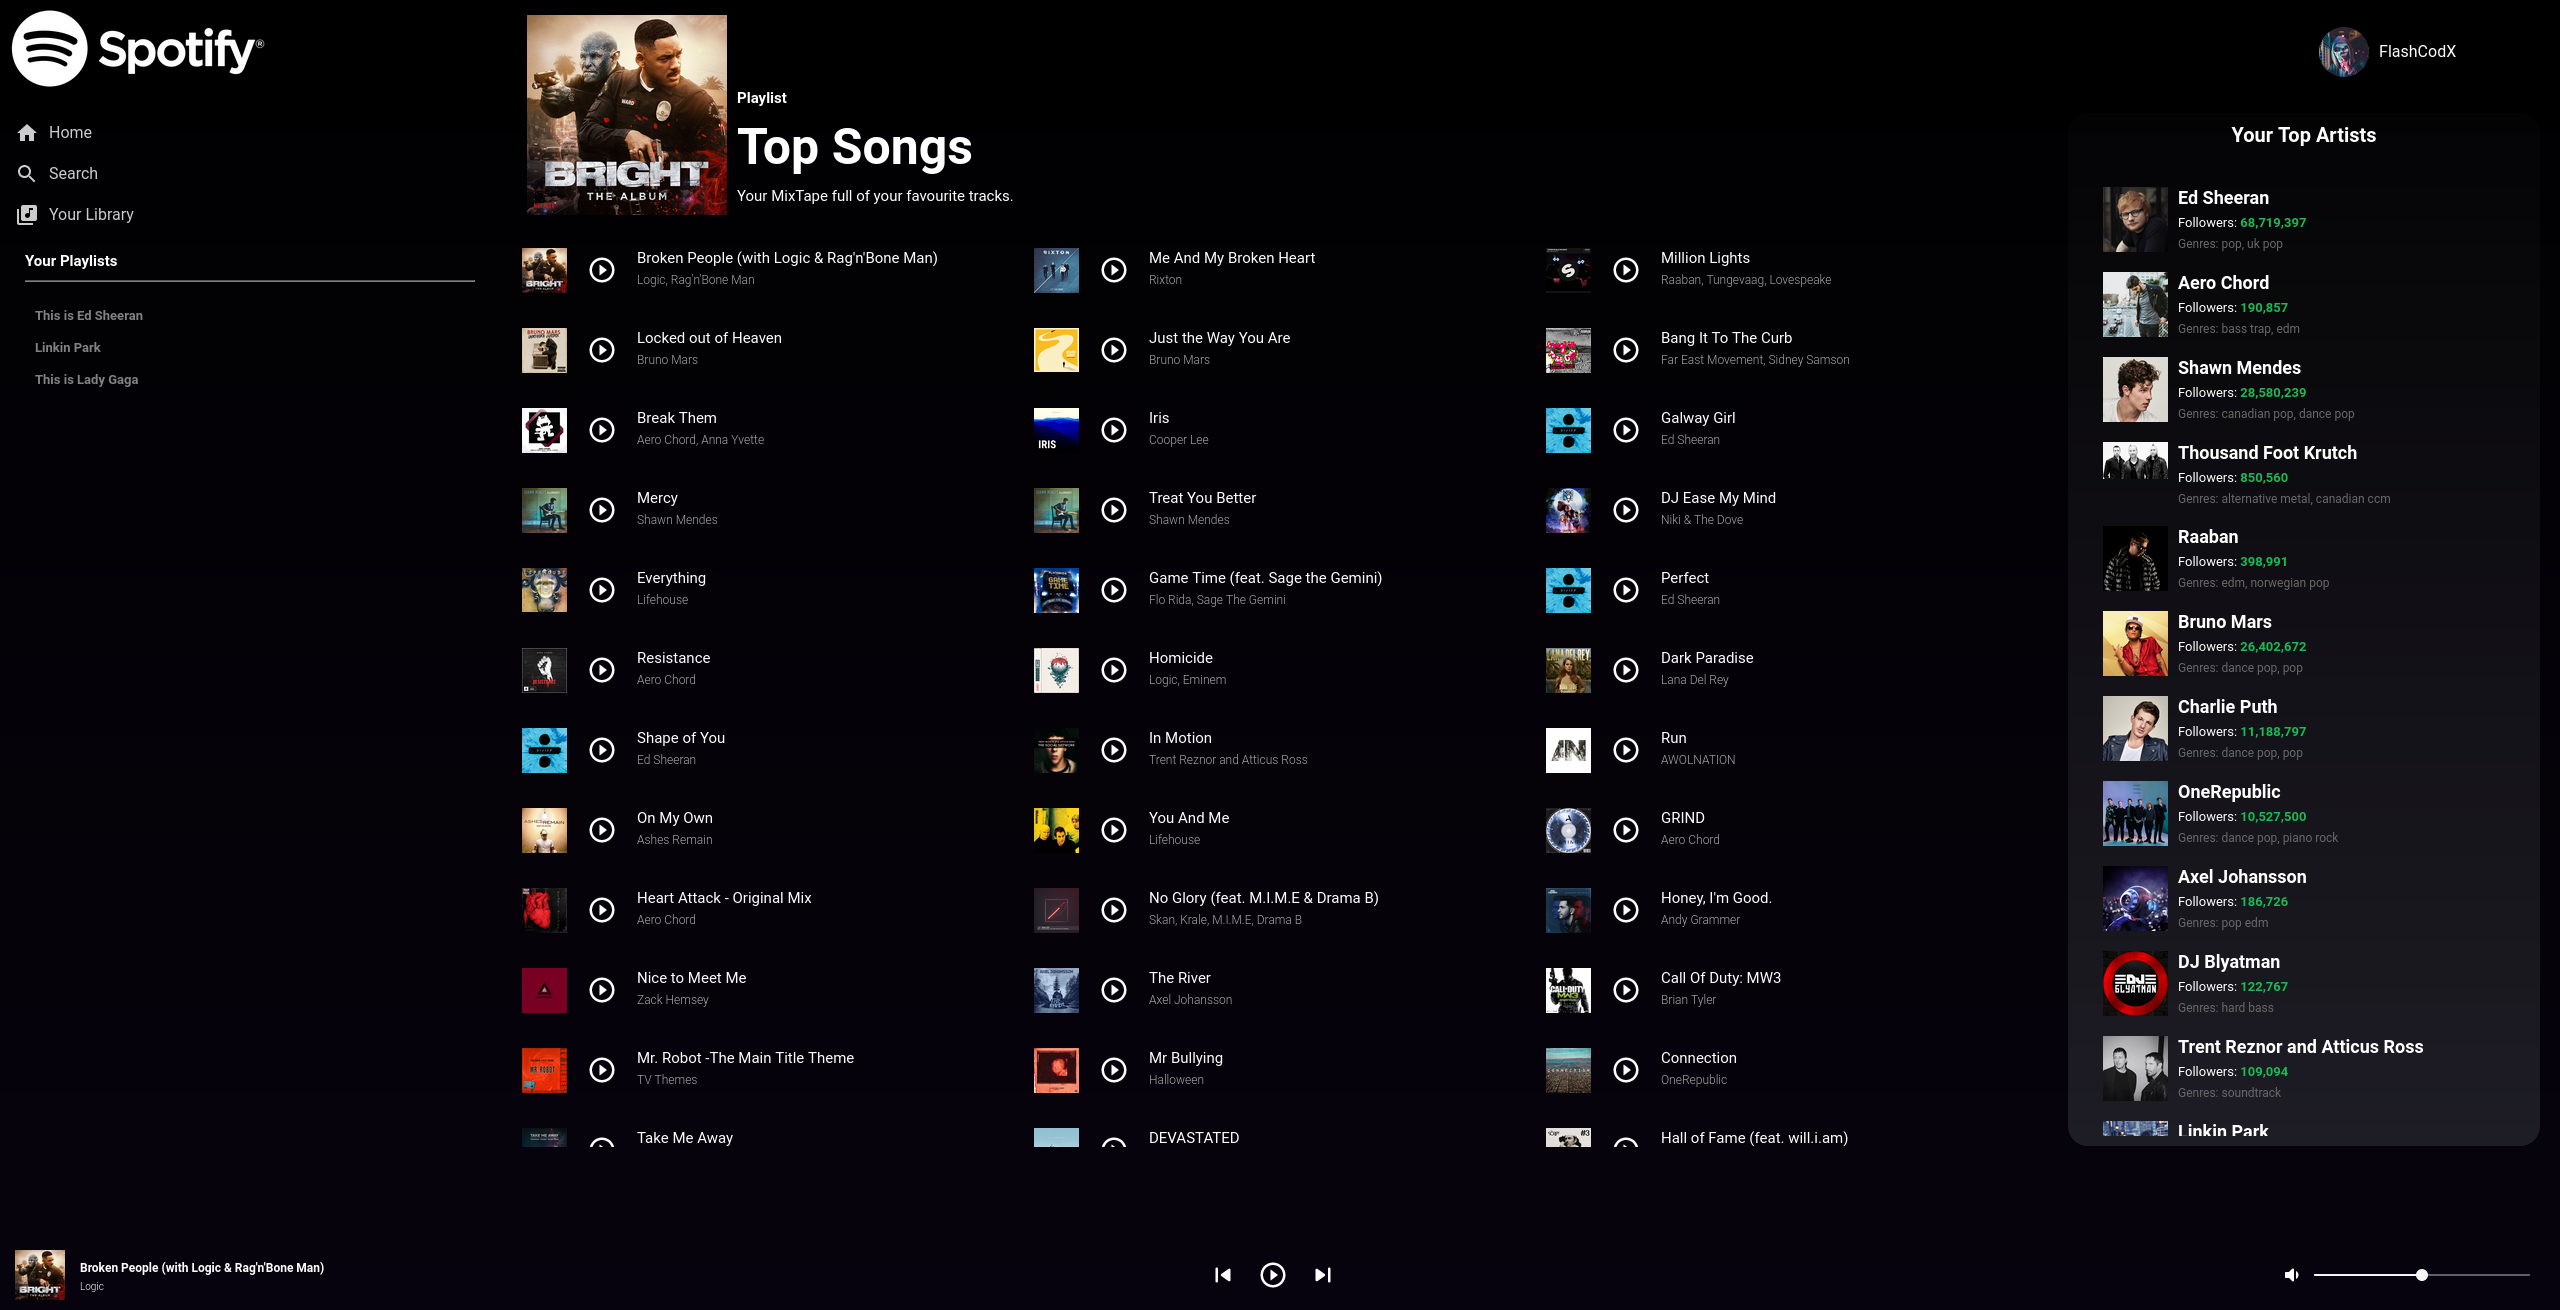 Spotify®
Home
Search
Your Library
Your Playlists
This is Ed Sheeran
Linkin Park
This is Lady Gaga
WARD
BRIGHT
THE ALBUM
Playlist
Top Songs
Your MixTape full of your favourite tracks.
FlashCodX
Broken People (with Logic & Rag'n'Bone Man)
Logic, Rag'n'Bone Man
Me And My Broken Heart
Rixton
Million Lights
Raaban, Tungevaag, Lovespeake
Locked out of Heaven
Bruno Mars
Just the Way You Are
Bruno Mars
Bang It To The Curb
Far East Movement, Sidney Samson
Break Them
Aero Chord, Anna Yvette
IRIS
Iris
Cooper Lee
Galway Girl
Ed Sheeran
Mercy
Shawn Mendes
Treat You Better
Shawn Mendes
DJ Ease My Mind
Niki & The Dove
Everything
Lifehouse
GAME TIME
Game Time (feat. Sage the Gemini)
Flo Rida, Sage The Gemini
Perfect
Ed Sheeran
Resistance
Aero Chord
Homicide
Logic, Eminem
Dark Paradise
Lana Del Rey
Shape of You
Ed Sheeran
In Motion
Trent Reznor and Atticus Ross
Run
AWOLNATION
On My Own
Ashes Remain
You And Me
Lifehouse
GRIND
Aero Chord
Heart Attack - Original Mix
Aero Chord
No Glory (feat. M.I.M.E & Drama B)
Skan, Krale, M.I.M.E, Drama B
Honey, I'm Good.
Andy Grammer
Nice to Meet Me
Zack Hemsey
The River
Axel Johansson
Call Of Duty: MW3
Brian Tyler
Mr. Robot -The Main Title Theme
TV Themes
Mr Bullying
Halloween
Connection
OneRepublic
Take Me Away
DEVASTATED
Hall of Fame (feat. will.i.am)
Your Top Artists
Ed Sheeran
Followers: 68,719,397
Genres: pop, uk pop
Aero Chord
Followers: 190,857
Genres: bass trap, edm
Shawn Mendes
Followers: 28,580,239
Genres: canadian pop, dance pop
Thousand Foot Krutch
Followers: 850,560
Genres: alternative metal, canadian ccm
Raaban
Followers: 398,991
Genres: edm, norwegian pop
Bruno Mars
Followers: 26,402,672
Genres: dance pop, pop
Charlie Puth
Followers: 11,188,797
Genres: dance pop, pop
OneRepublic
Followers: 10,527,500
Genres: dance pop, piano rock
Axel Johansson
Followers: 186,726
Genres: pop edm
DJ BLYATMAN
DJ Blyatman
Followers: 122,767
Genres: hard bass
Trent Reznor and Atticus Ross
Followers: 109,094
Genres: soundtrack
Linkin Park
Broken People (with Logic & Rag'n'Bone Man)
Logic